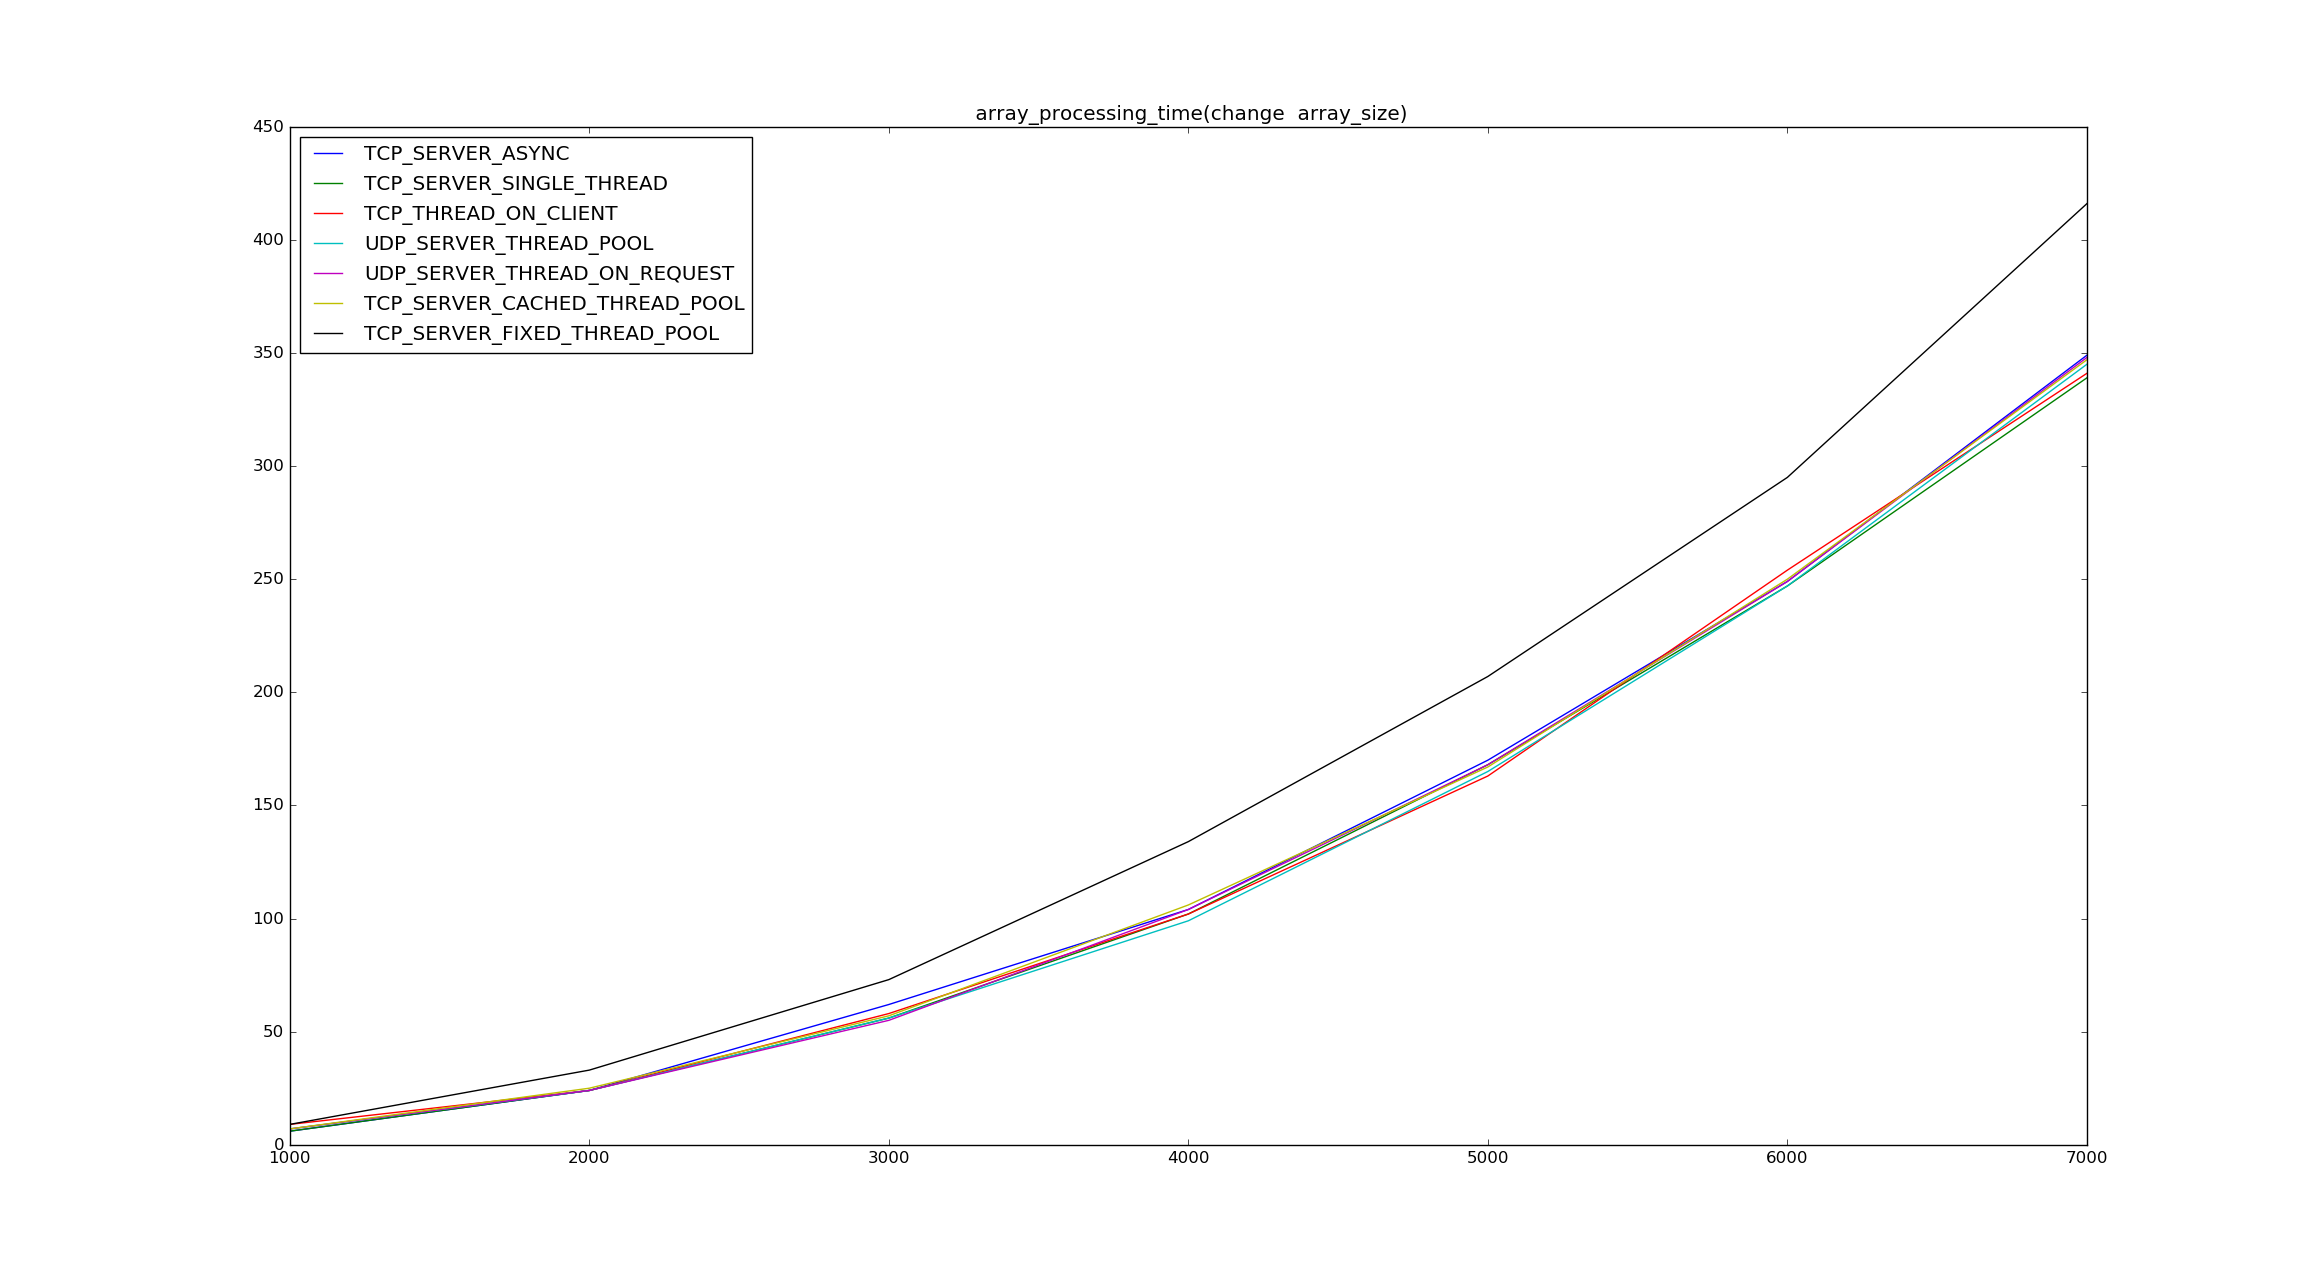 array_processing_time(change  array_size)
450
400
350
300
250
200
150
100
50
0
TCP_SERVER_ASYNC
TCP_SERVER_SINGLE_THREAD
TCP_THREAD_ON_CLIENT
UDP_SERVER_THREAD_POOL
UDP_SERVER_THREAD_ON_REQUEST
TCP_SERVER_CACHED_THREAD_POOL
TCP_SERVER_FIXED_THREAD_POOL
1000 2000 3000 4000 5000 6000 7000